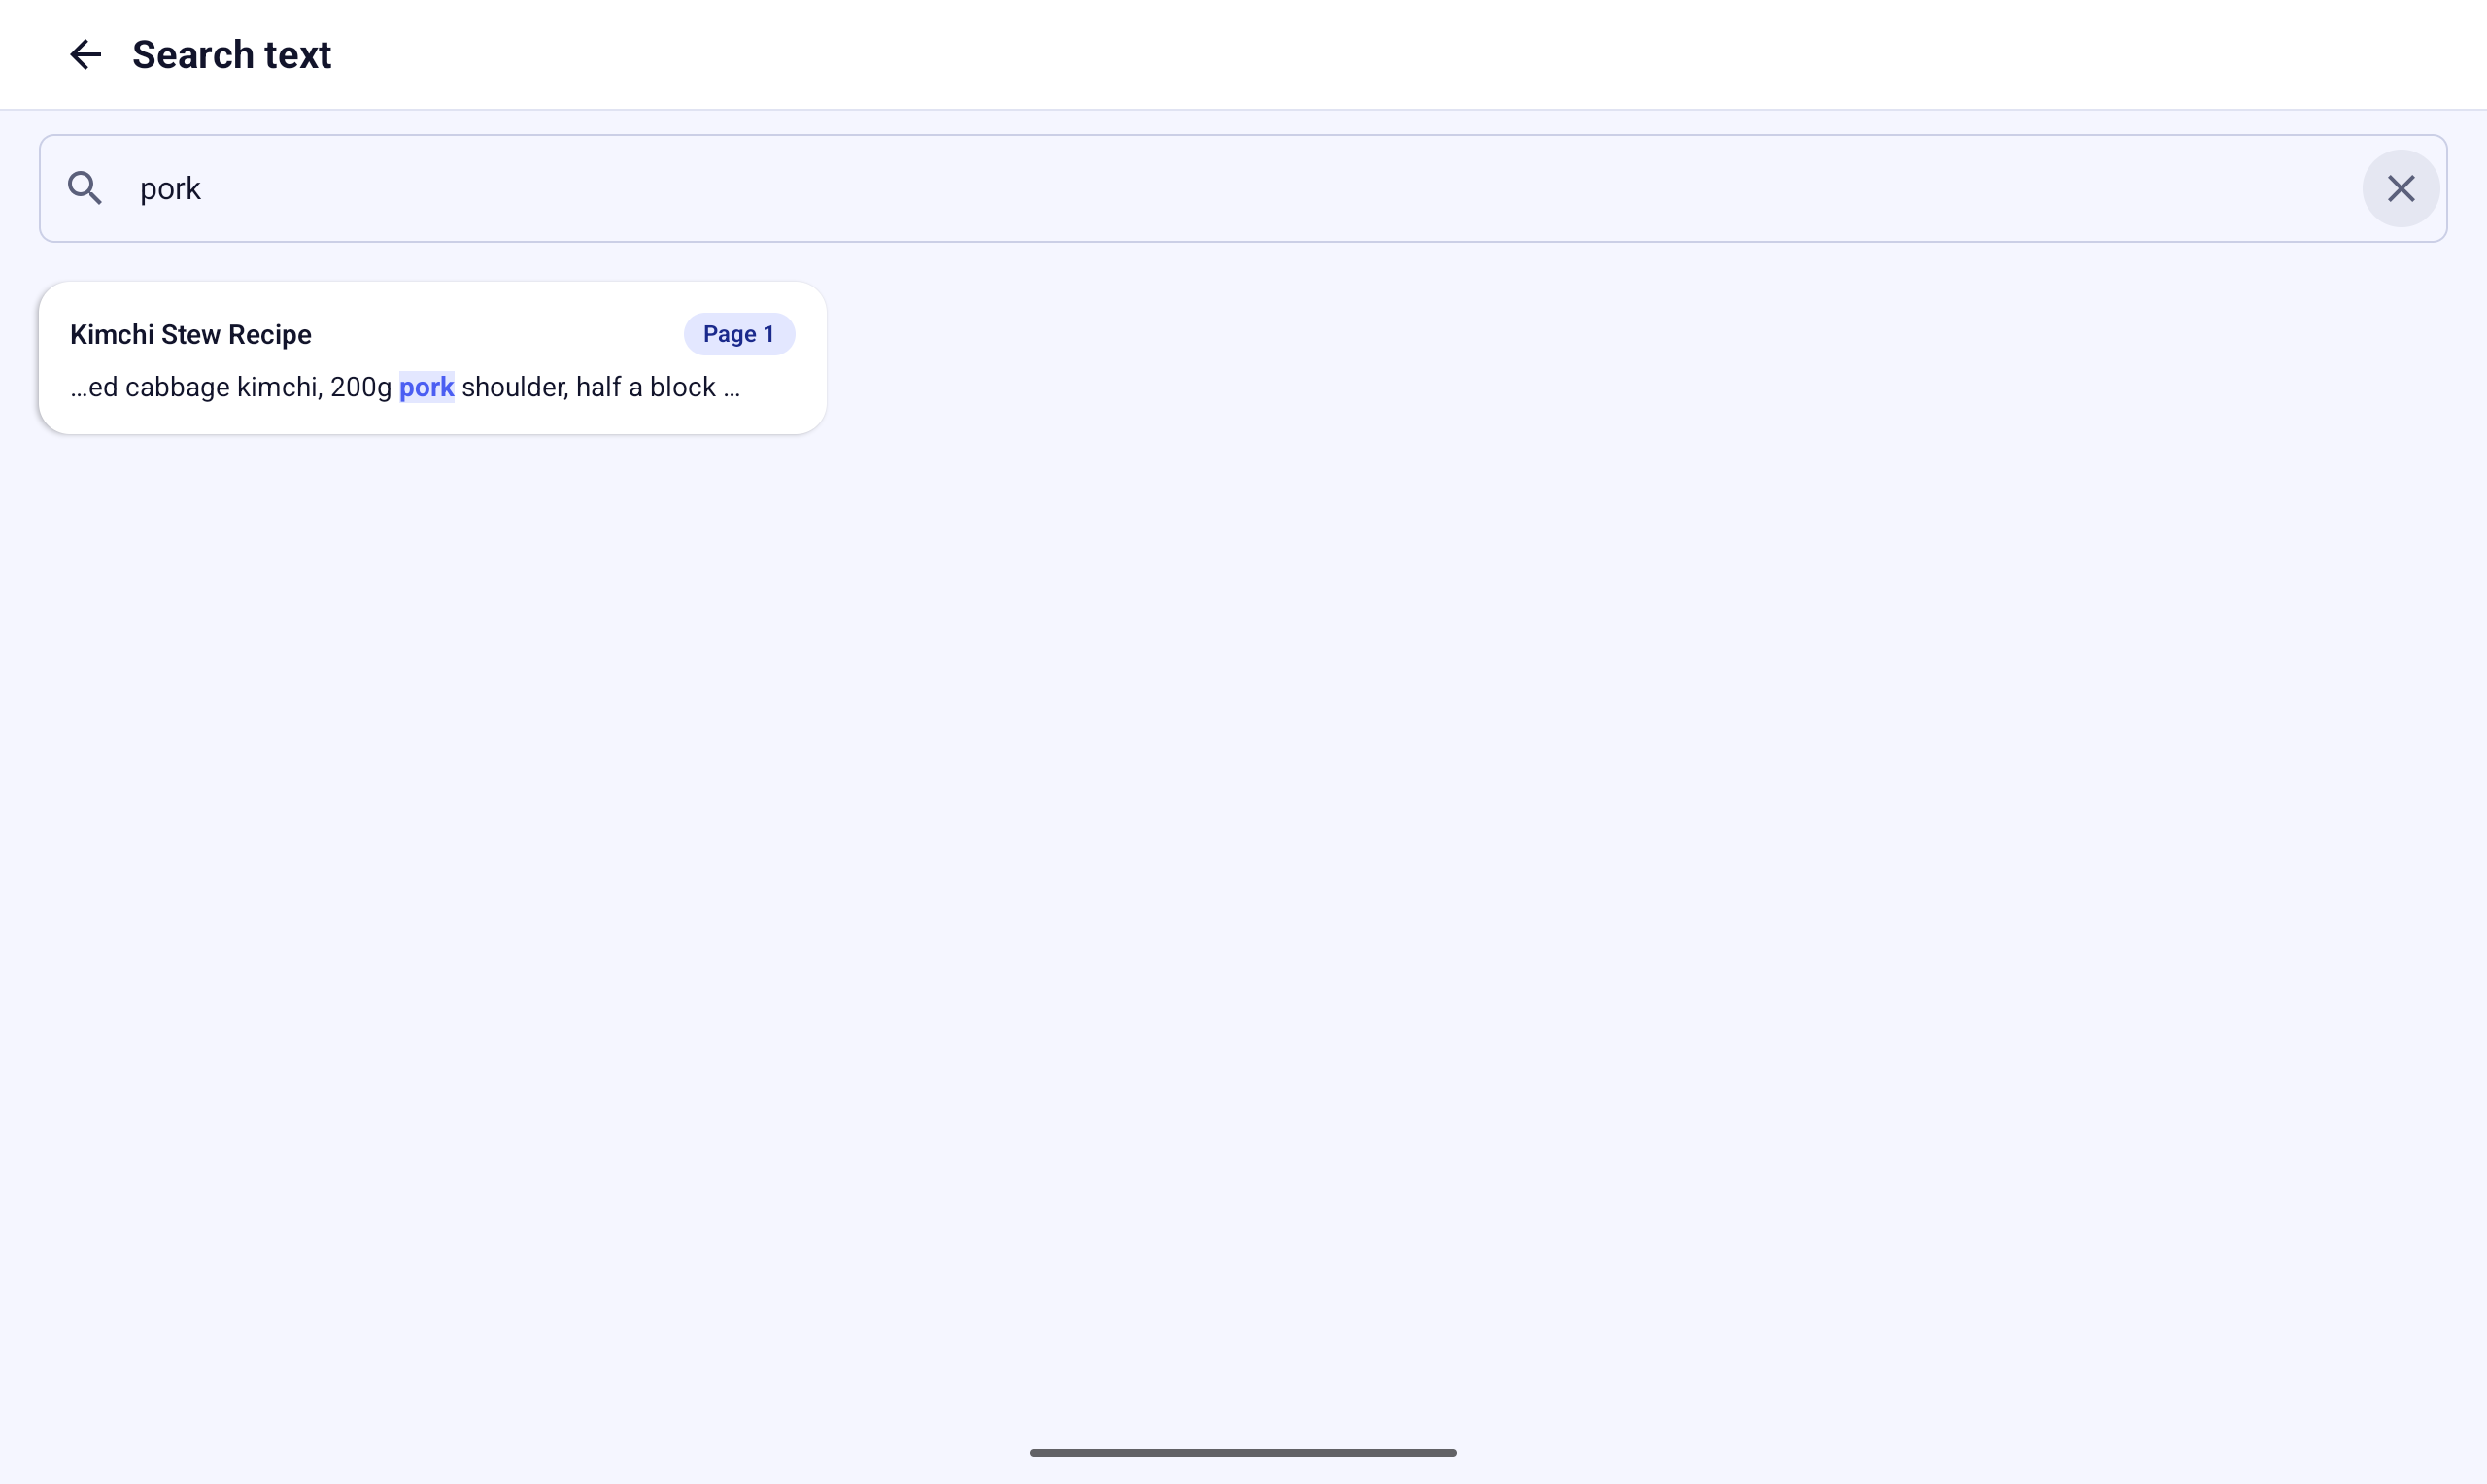 Search text
pork
Kimchi Stew Recipe
Page 1
…ed cabbage kimchi, 200g pork shoulder, half a block …